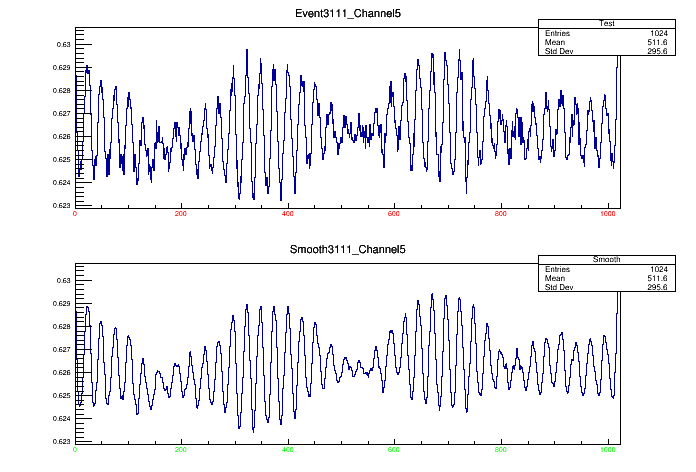 Event3111_Channel5
Test
Entries 1024
Mean 511.6
Std Dev 295.6
0.63
0.629
0.628
0.627
0.626
0.625
0.624
0.623
0 200 400 600 800 1000
Smooth3111_Channel5
Smooth
Entries 1024
Mean 511.6
Std Dev 295.6
0.63
0.629
0.628
0.627
0.626
0.625
0.624
0.623
0 200 400 600 800 1000